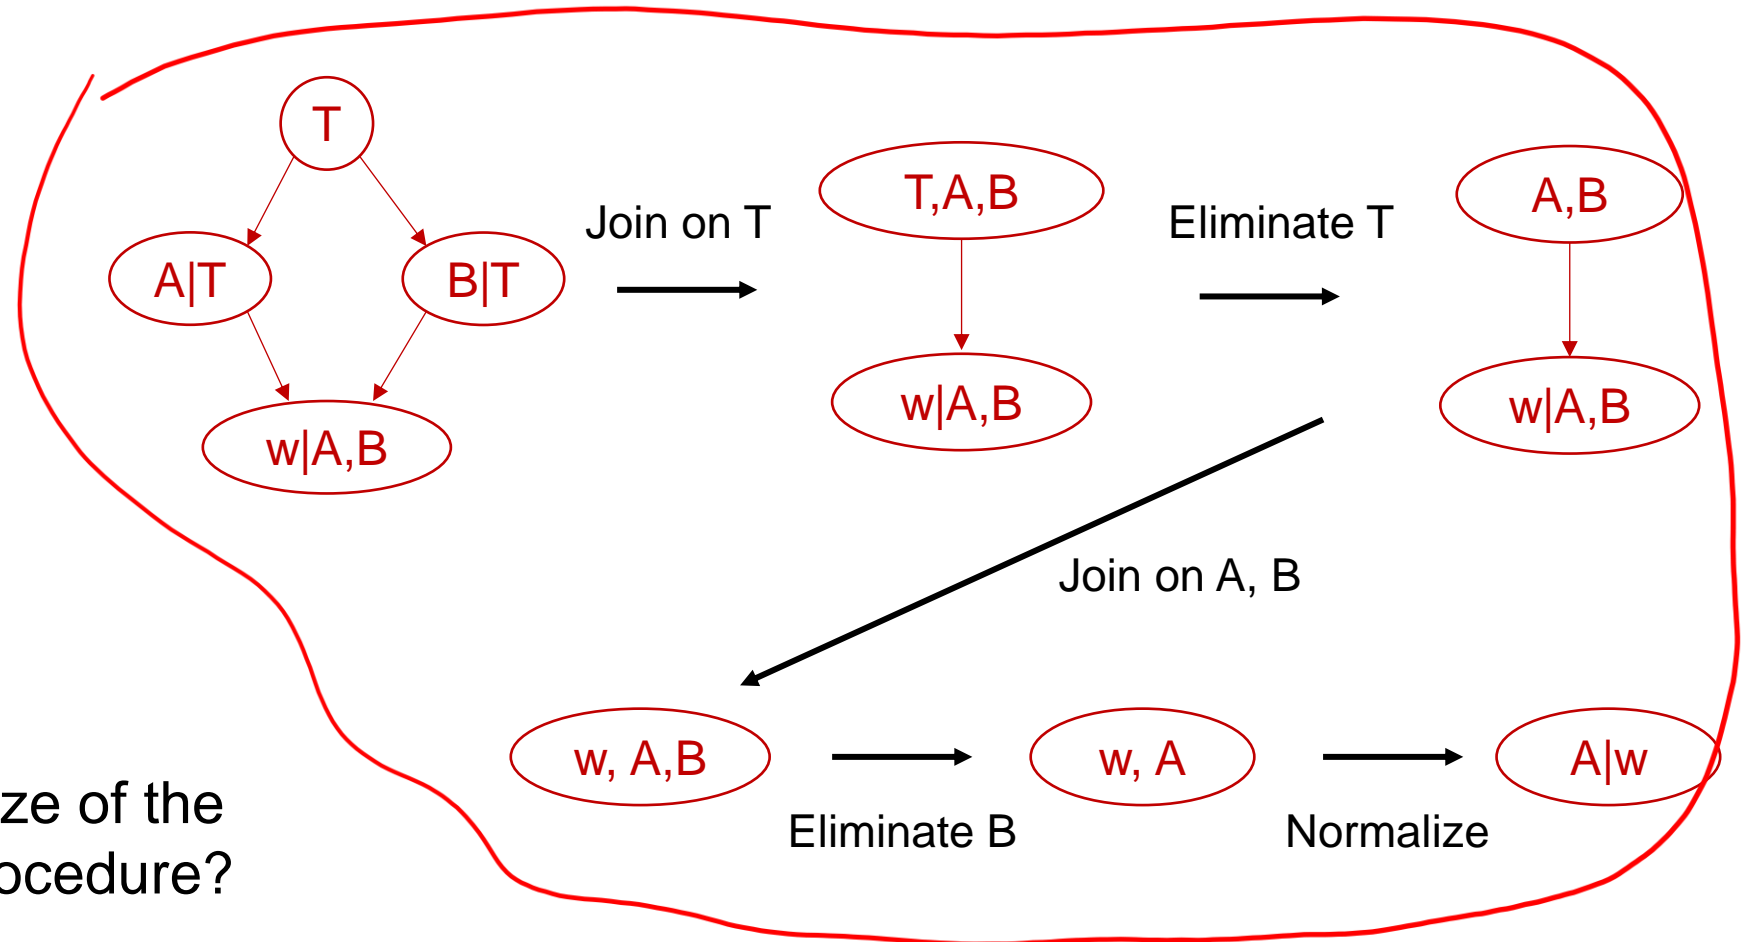 T
A|T
B|T
w|A,B
Join on T
T,A,B
w|A,B
Eliminate T
A,B
w|A,B
Join on A, B
w, A,B
Eliminate B
w, A
Normalize
A|w
ze of the
ocedure?